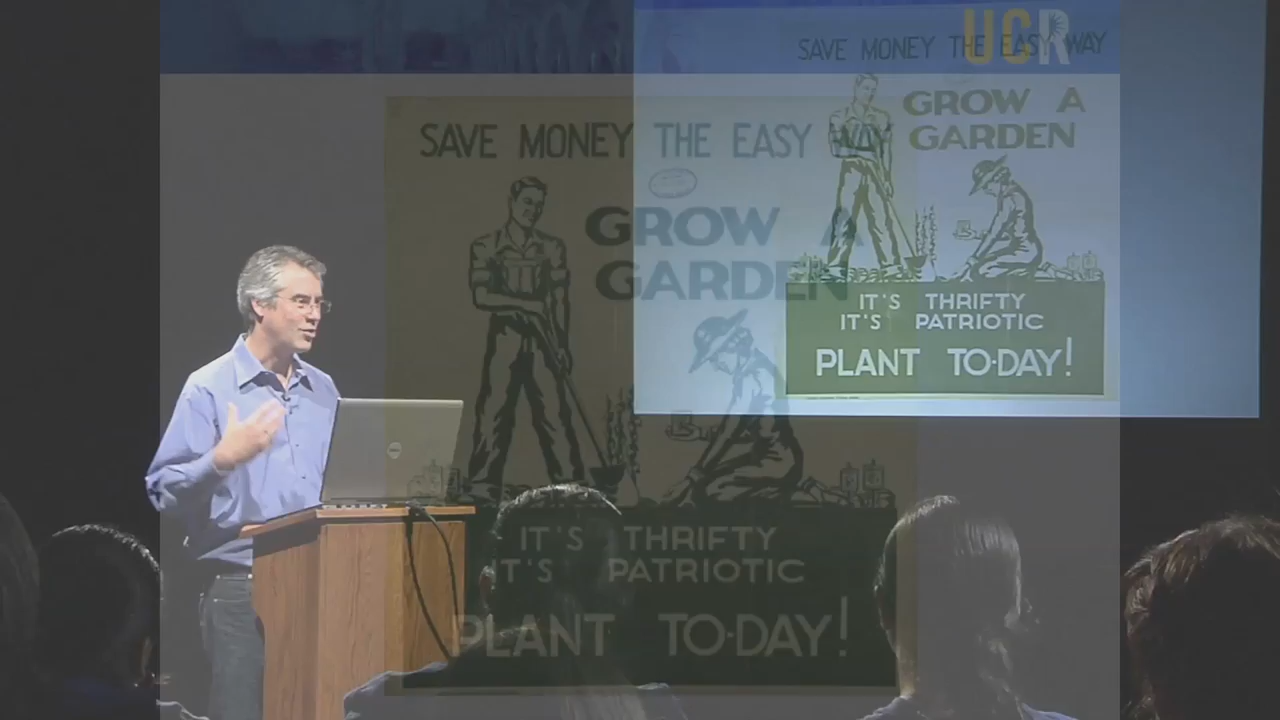 UCR
SAVE MONEY THE EASY WAY
GROW A
GARDEN
IT'S THRIFTY
IT'S PATRIOTIC
PLANT TO-DAY!
SAVE MONEY THE EASY WAY
GROW A
GARDEN
IT'S THRIFTY
IT'S PATRIOTIC
PLANT TO-DAY!